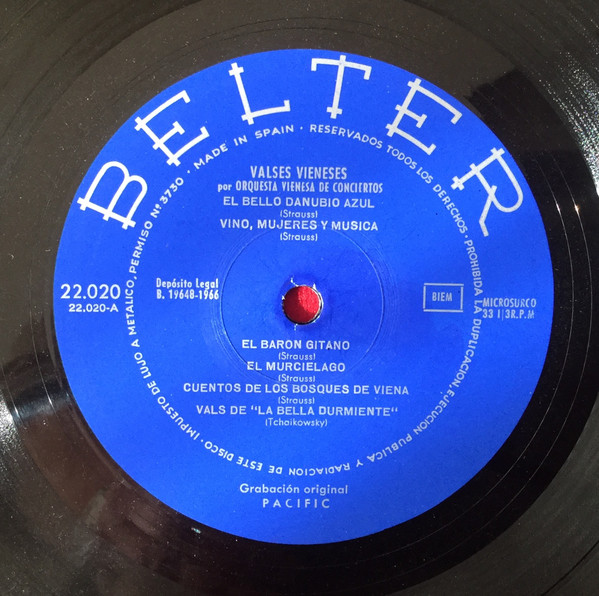 BELTER
IMPUESTO DE LUJO A METALICO, PERMISO Nº 3730 · MADE IN SPAIN · RESERVADOS TODOS LOS DERECHOS · PROHIBIDA LA DUPLICACION, EJECUCION PUBLICA Y RADIACION DE ESTE DISCO ·
VALSES VIENESES
por ORQUESTA VIENESA DE CONCIERTOS
EL BELLO DANUBIO AZUL
(Strauss)
VINO, MUJERES Y MUSICA
(Strauss)
22.020
22.020-A
Depósito Legal
B. 19648-1966
BIEM
MICROSURCO
33 1|3 R.P.M
EL BARON GITANO
(Strauss)
EL MURCIELAGO
(Strauss)
CUENTOS DE LOS BOSQUES DE VIENA
(Strauss)
VALS DE "LA BELLA DURMIENTE"
(Tchaikowsky)
Grabación original
PACIFIC